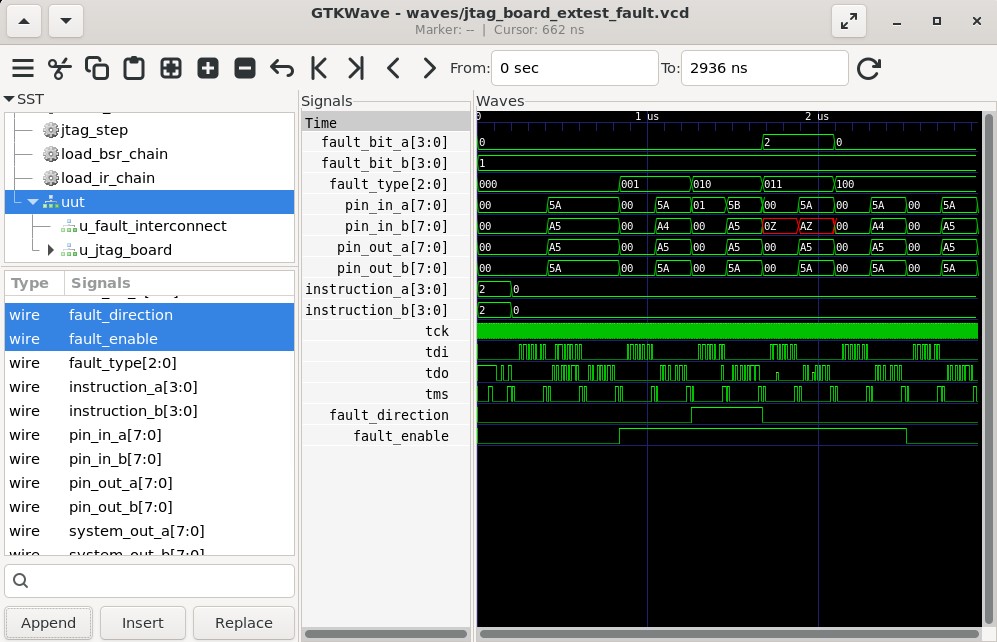 GTKWave - waves/jtag_board_extest_fault.vcd
Marker: -- | Cursor: 662 ns
From: 0 sec To: 2936 ns
SST
jtag_step
load_bsr_chain
load_ir_chain
uut
u_fault_interconnect
u_jtag_board
Type Signals
wire fault_direction
wire fault_enable
wire fault_type[2:0]
wire instruction_a[3:0]
wire instruction_b[3:0]
wire pin_in_a[7:0]
wire pin_in_b[7:0]
wire pin_out_a[7:0]
wire pin_out_b[7:0]
wire system_out_a[7:0]
wire system_out_b[7:0]
Append Insert Replace
Signals
Time
fault_bit_a[3:0]
fault_bit_b[3:0]
fault_type[2:0]
pin_in_a[7:0]
pin_in_b[7:0]
pin_out_a[7:0]
pin_out_b[7:0]
instruction_a[3:0]
instruction_b[3:0]
tck
tdi
tdo
tms
fault_direction
fault_enable
Waves
0 1 us 2 us
0 2 0
1
000 001 010 011 100
00 5A 00 5A 01 5B 00 5A 00 5A 00 5A
00 A5 00 A4 00 A5 0Z AZ 00 A4 00 A5
00 A5 00 A5 00 A5 00 A5 00 A5 00 A5
00 5A 00 5A 00 5A 00 5A 00 5A 00 5A
2 0
2 0